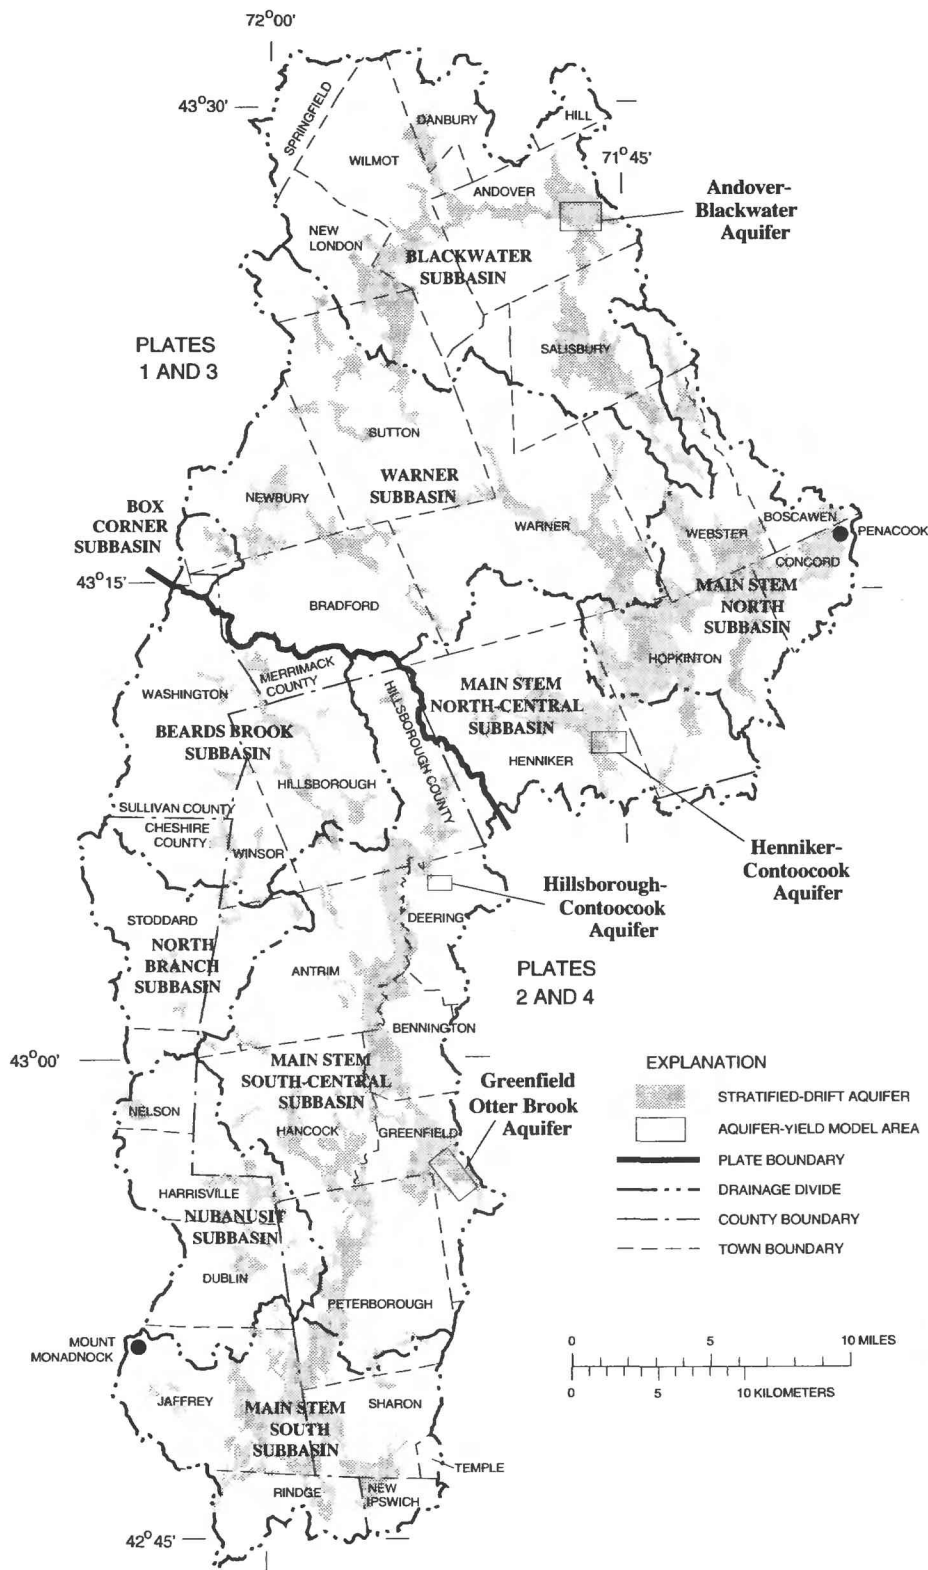 72°00'
43°30'
SPRINGFIELD
DANBURY
HILL
WILMOT
71°45'
ANDOVER
Andover-
Blackwater
Aquifer
NEW
LONDON
BLACKWATER
SUBBASIN
PLATES
1 AND 3
SALISBURY
SUTTON
WARNER
SUBBASIN
NEWBURY
BOX
CORNER
SUBBASIN
WARNER
WEBSTER
BOSCAWEN
PENACOOK
CONCORD
43°15'
MAIN STEM
NORTH
SUBBASIN
BRADFORD
HOPKINTON
MERRIMACK
COUNTY
WASHINGTON
HILLSBOROUGH COUNTY
MAIN STEM
NORTH-CENTRAL
SUBBASIN
BEARDS BROOK
SUBBASIN
HENNIKER
HILLSBOROUGH
SULLIVAN COUNTY
CHESHIRE
COUNTY
WINSOR
Henniker-
Contoocook
Aquifer
Hillsborough-
Contoocook
Aquifer
STODDARD
DEERING
NORTH
BRANCH
SUBBASIN
ANTRIM
PLATES
2 AND 4
BENNINGTON
43°00'
MAIN STEM
SOUTH-CENTRAL
SUBBASIN
Greenfield
Otter Brook
Aquifer
NELSON
HANCOCK
GREENFIELD
HARRISVILLE
NUBANUSIT
SUBBASIN
DUBLIN
PETERBOROUGH
MOUNT
MONADNOCK
JAFFREY
MAIN STEM
SOUTH
SUBBASIN
SHARON
TEMPLE
RINDGE
NEW
IPSWICH
42°45'
EXPLANATION
STRATIFIED-DRIFT AQUIFER
AQUIFER-YIELD MODEL AREA
PLATE BOUNDARY
DRAINAGE DIVIDE
COUNTY BOUNDARY
TOWN BOUNDARY
0 5 10 MILES
0 5 10 KILOMETERS